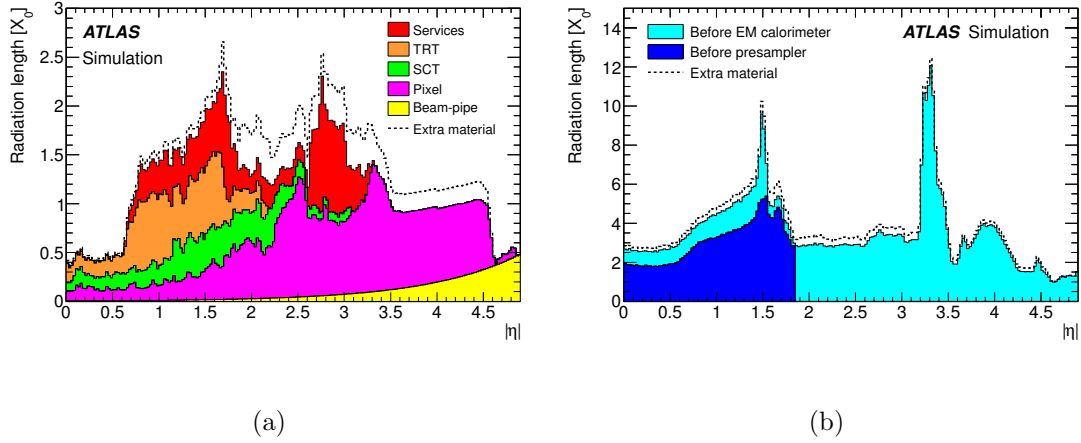 Radiation length [X0]
3
2.5
2
1.5
1
0.5
0
ATLAS
Simulation
Services
TRT
SCT
Pixel
Beam-pipe
Extra material
0 0.5 1 1.5 2 2.5 3 3.5 4 4.5
|η|
(a)
Radiation length [X0]
14
12
10
8
6
4
2
0
Before EM calorimeter
Before presampler
Extra material
ATLAS Simulation
0 0.5 1 1.5 2 2.5 3 3.5 4 4.5
|η|
(b)